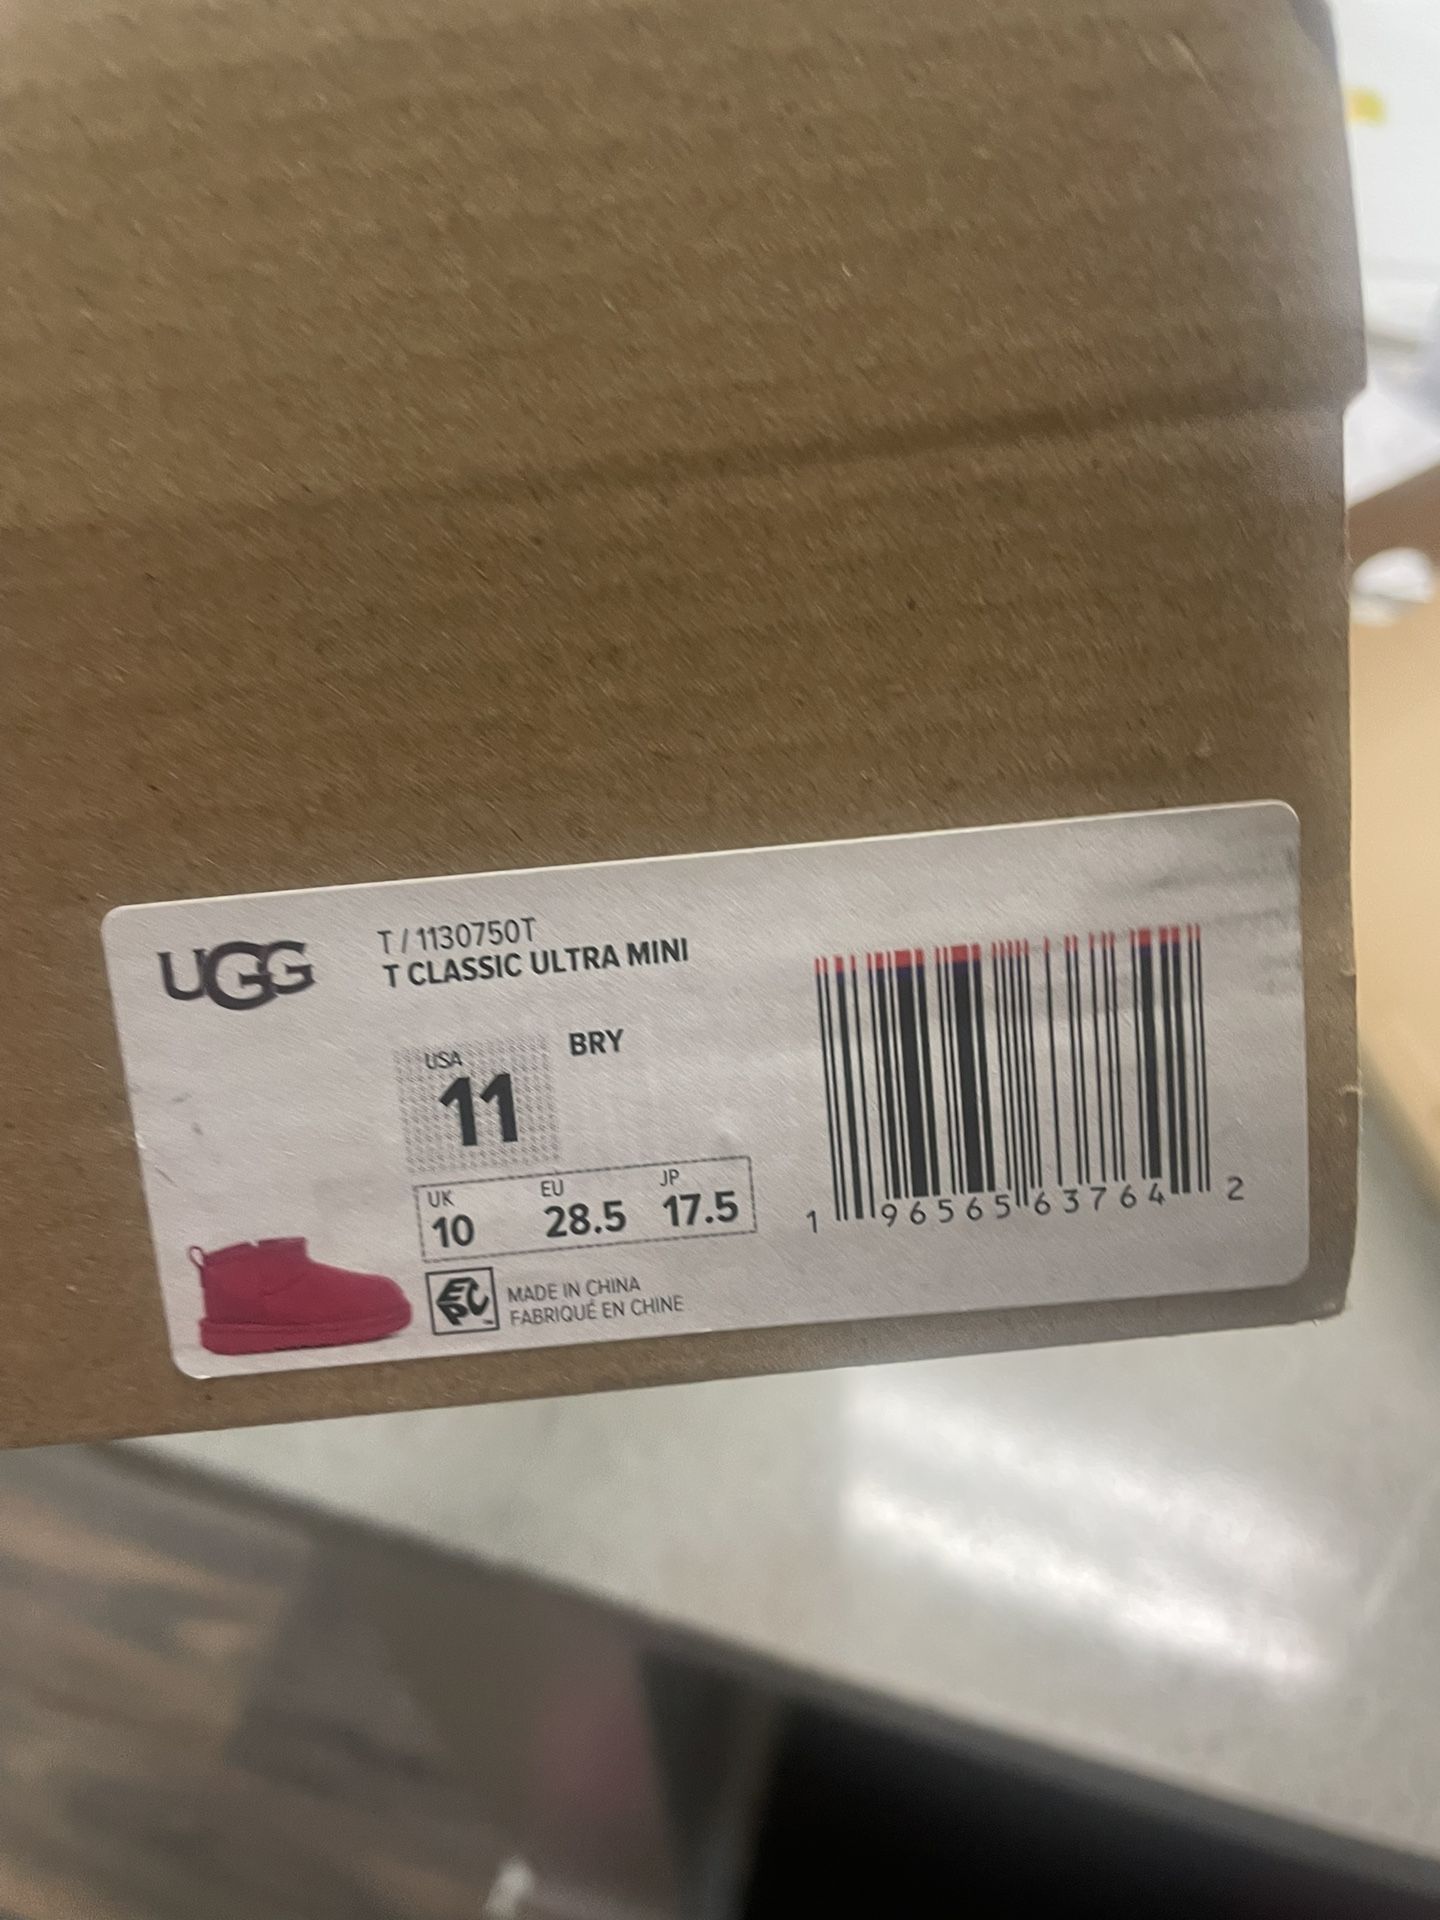 UGG
T / 1130750T
T CLASSIC ULTRA MINI
USA
11
BRY
UK EU JP
10 28.5 17.5
EPC
MADE IN CHINA
FABRIQUÉ EN CHINE
1 96565 63764 2